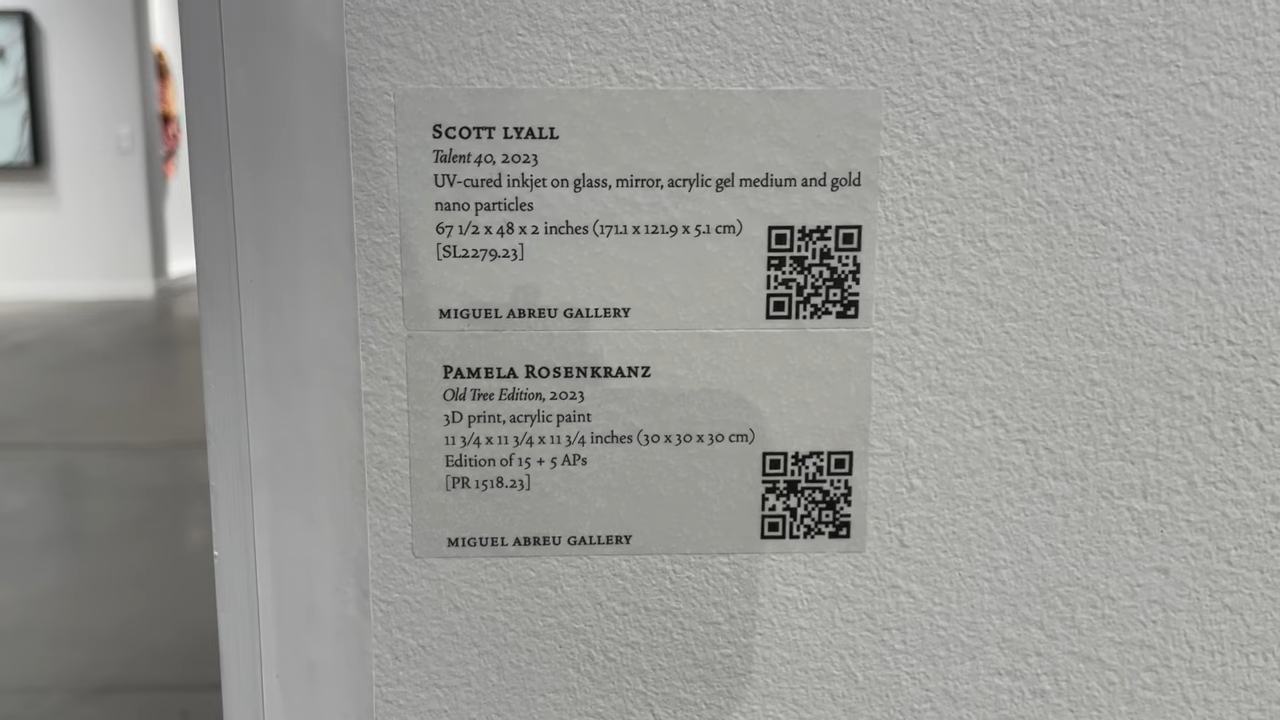 SCOTT LYALL
Talent 40, 2023
UV-cured inkjet on glass, mirror, acrylic gel medium and gold
nano particles
67 1/2 x 48 x 2 inches (171.1 x 121.9 x 5.1 cm)
[SL2279.23]
MIGUEL ABREU GALLERY
PAMELA ROSENKRANZ
Old Tree Edition, 2023
3D print, acrylic paint
11 3/4 x 11 3/4 x 11 3/4 inches (30 x 30 x 30 cm)
Edition of 15 + 5 APs
[PR 1518.23]
MIGUEL ABREU GALLERY